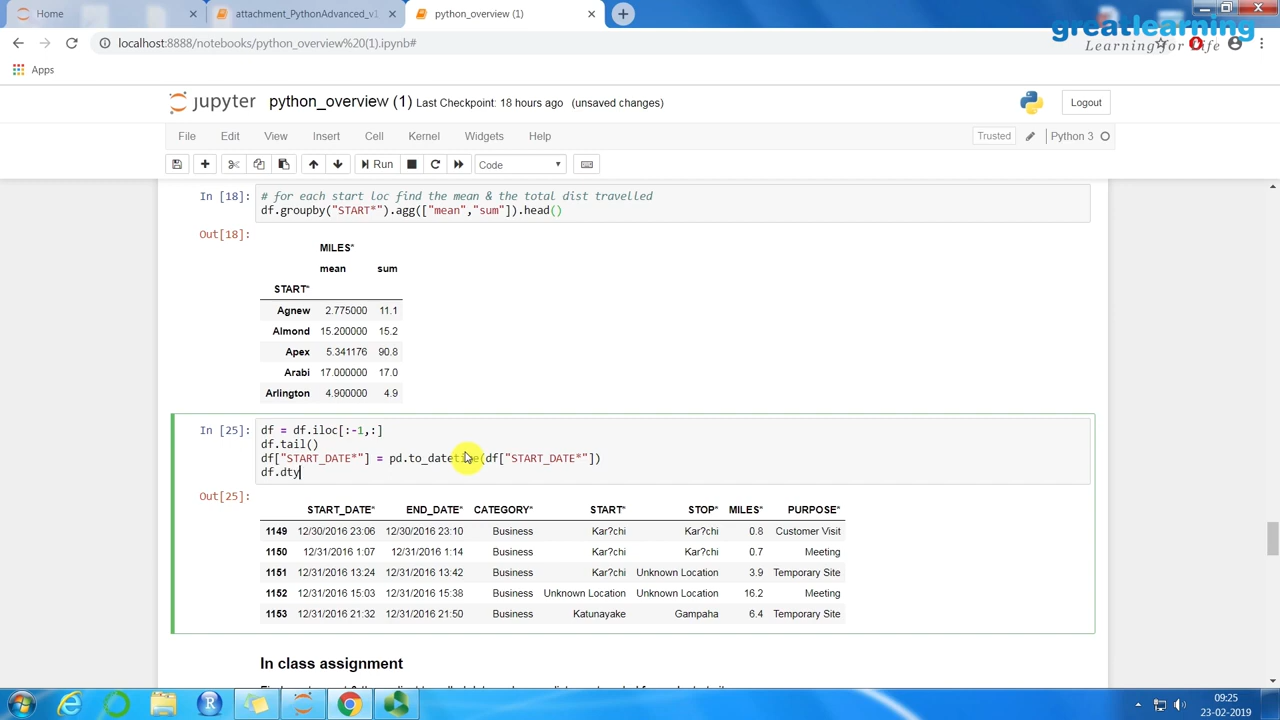 Home
attachment_PythonAdvanced_v1
python_overview (1)
greatlearning
Learning for Life
localhost:8888/notebooks/python_overview%20(1).ipynb#
Apps
jupyter python_overview (1) Last Checkpoint: 18 hours ago (unsaved changes)
Logout
File Edit View Insert Cell Kernel Widgets Help
Trusted Python 3
Run Code
In [18]: # for each start loc find the mean & the total dist travelled
df.groupby("START*").agg(["mean","sum"]).head()
Out[18]:
MILES*
mean sum
START*
Agnew 2.775000 11.1
Almond 15.200000 15.2
Apex 5.341176 90.8
Arabi 17.000000 17.0
Arlington 4.900000 4.9
In [25]: df = df.iloc[:-1,:]
df.tail()
df["START_DATE*"] = pd.to_datetime(df["START_DATE*"])
df.dty
Out[25]:
START_DATE* END_DATE* CATEGORY* START* STOP* MILES* PURPOSE*
1149 12/30/2016 23:06 12/30/2016 23:10 Business Kar?chi Kar?chi 0.8 Customer Visit
1150 12/31/2016 1:07 12/31/2016 1:14 Business Kar?chi Kar?chi 0.7 Meeting
1151 12/31/2016 13:24 12/31/2016 13:42 Business Kar?chi Unknown Location 3.9 Temporary Site
1152 12/31/2016 15:03 12/31/2016 15:38 Business Unknown Location Unknown Location 16.2 Meeting
1153 12/31/2016 21:32 12/31/2016 21:50 Business Katunayake Gampaha 6.4 Temporary Site
In class assignment
09:25
23-02-2019